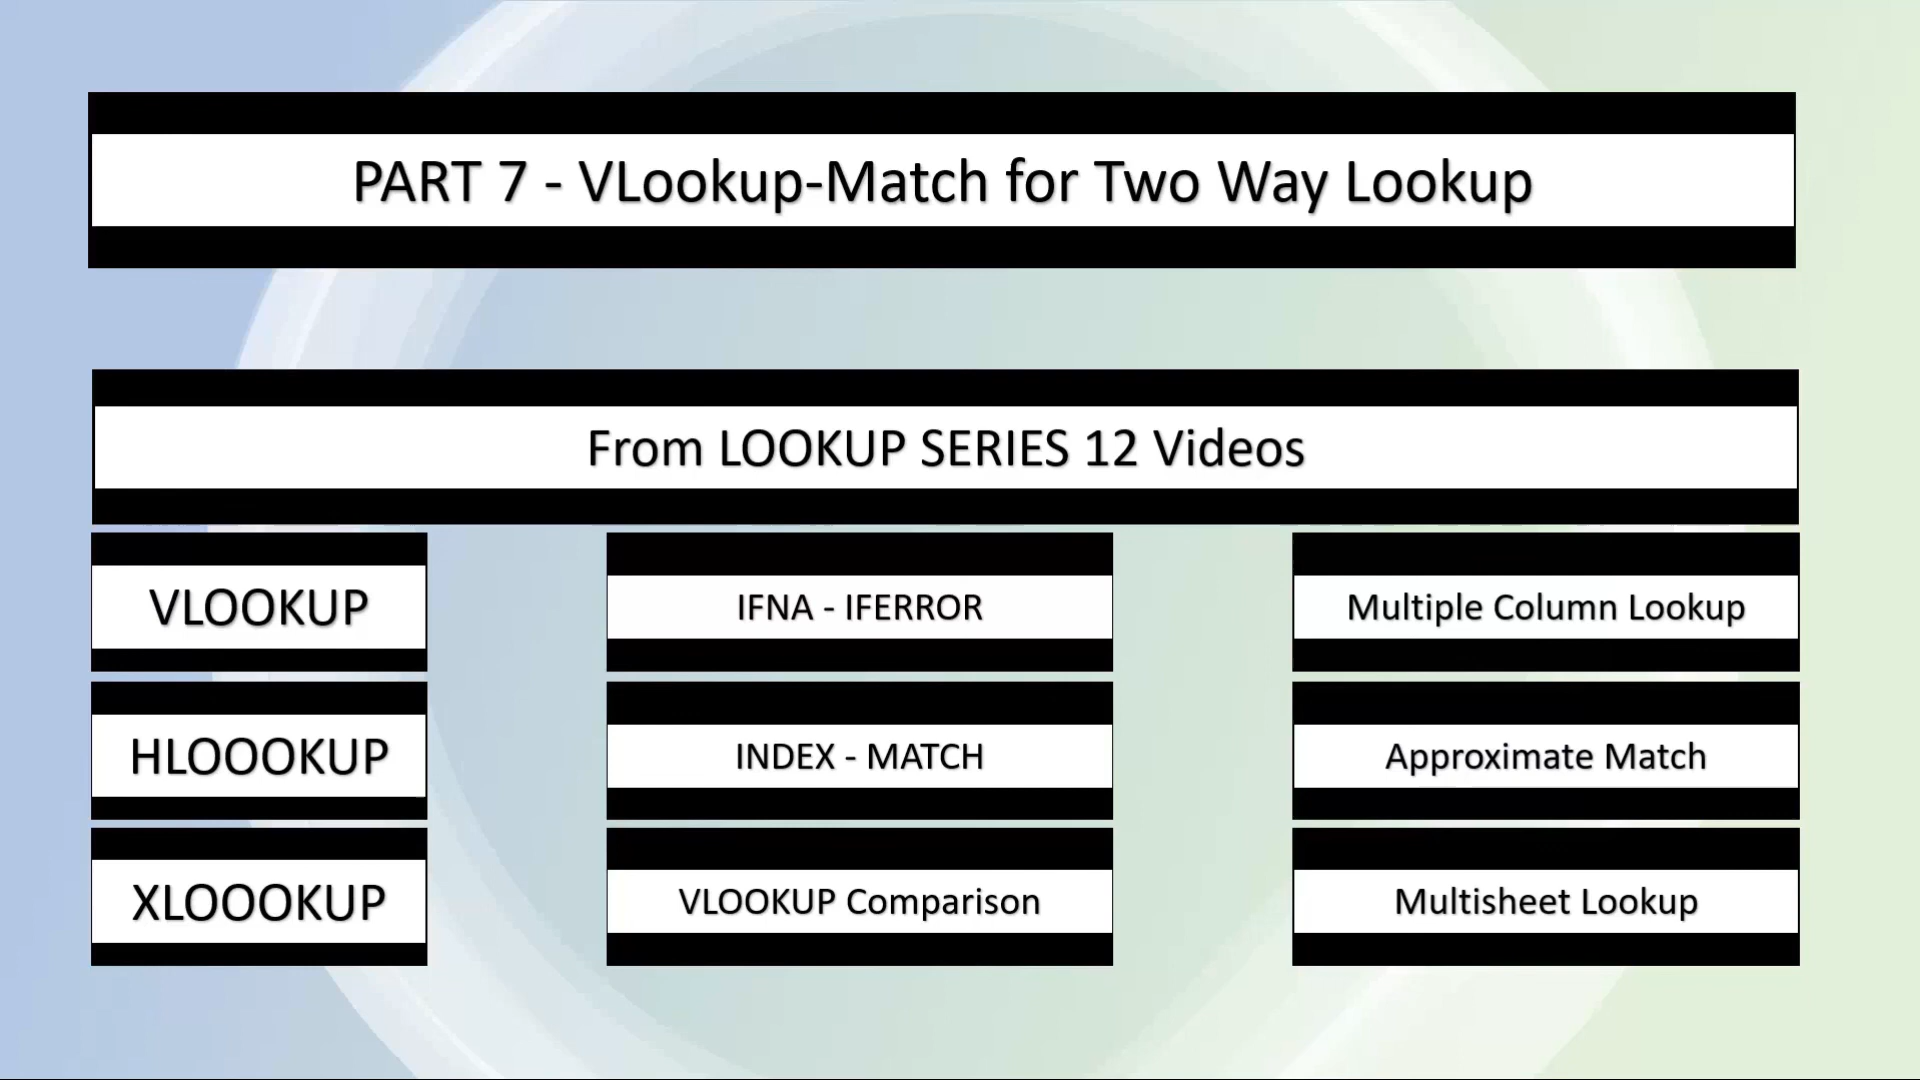 PART 7 - VLookup-Match for Two Way Lookup
From LOOKUP SERIES 12 Videos
VLOOKUP
IFNA - IFERROR
Multiple Column Lookup
HLOOOKUP
INDEX - MATCH
Approximate Match
XLOOOKUP
VLOOKUP Comparison
Multisheet Lookup